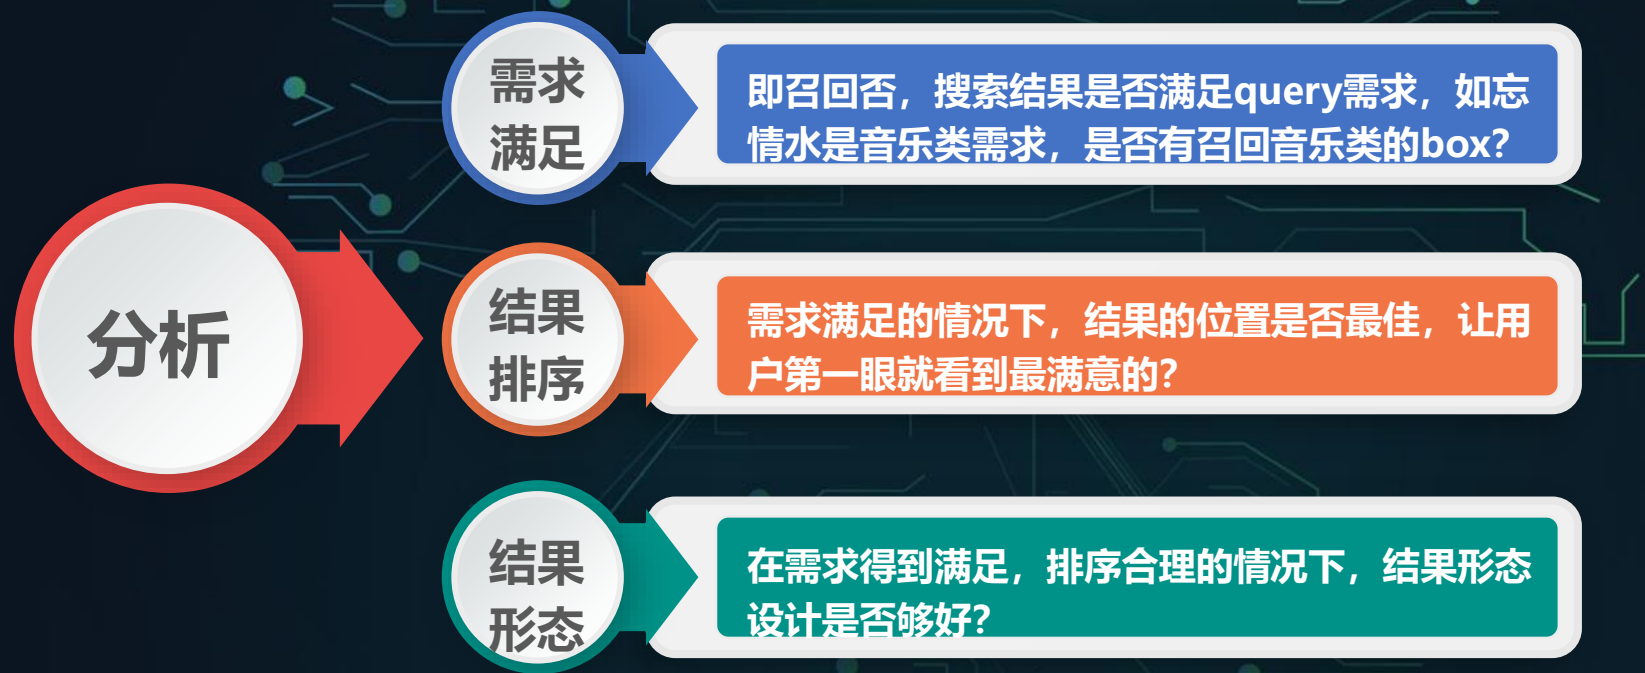 分析
需求
满足
即召回否，搜索结果是否满足query需求，如忘
情水是音乐类需求，是否有召回音乐类的box？
结果
排序
需求满足的情况下，结果的位置是否最佳，让用
户第一眼就看到最满意的？
结果
形态
在需求得到满足，排序合理的情况下，结果形态
设计是否够好？